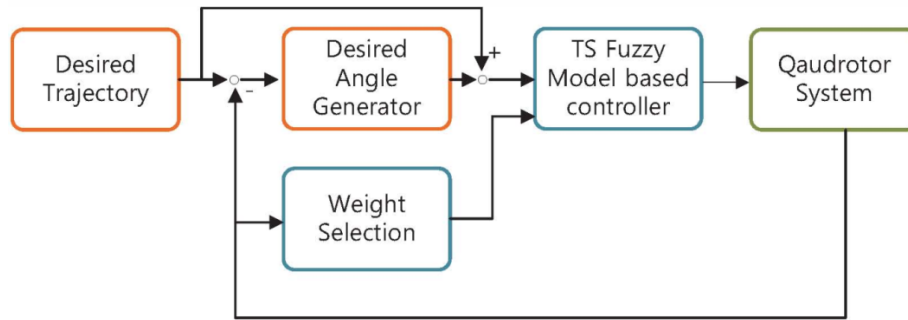 Desired
Trajectory
-
Desired
Angle
Generator
+
TS Fuzzy
Model based
controller
Qaudrotor
System
Weight
Selection